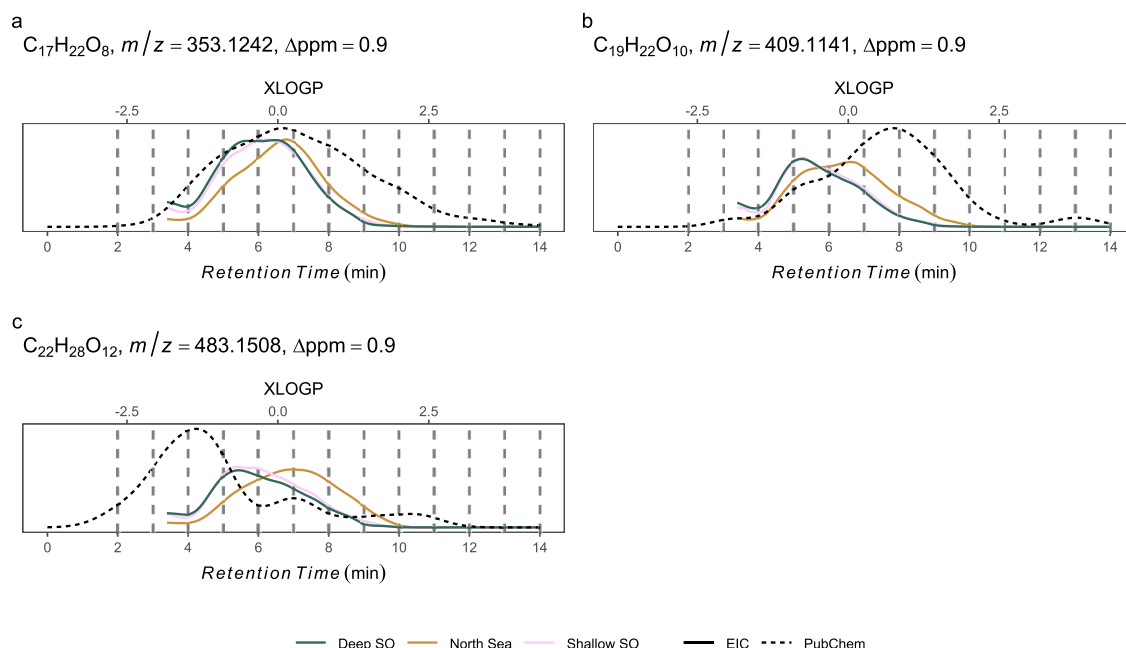 a
C₁₇H₂₂O₈, m/z = 353.1242, Δppm = 0.9
XLOGP
-2.5 0.0 2.5
0 2 4 6 8 10 12 14
Retention Time (min)
b
C₁₉H₂₂O₁₀, m/z = 409.1141, Δppm = 0.9
XLOGP
-2.5 0.0 2.5
0 2 4 6 8 10 12 14
Retention Time (min)
c
C₂₂H₂₈O₁₂, m/z = 483.1508, Δppm = 0.9
XLOGP
-2.5 0.0 2.5
0 2 4 6 8 10 12 14
Retention Time (min)
Deep SO North Sea Shallow SO EIC PubChem